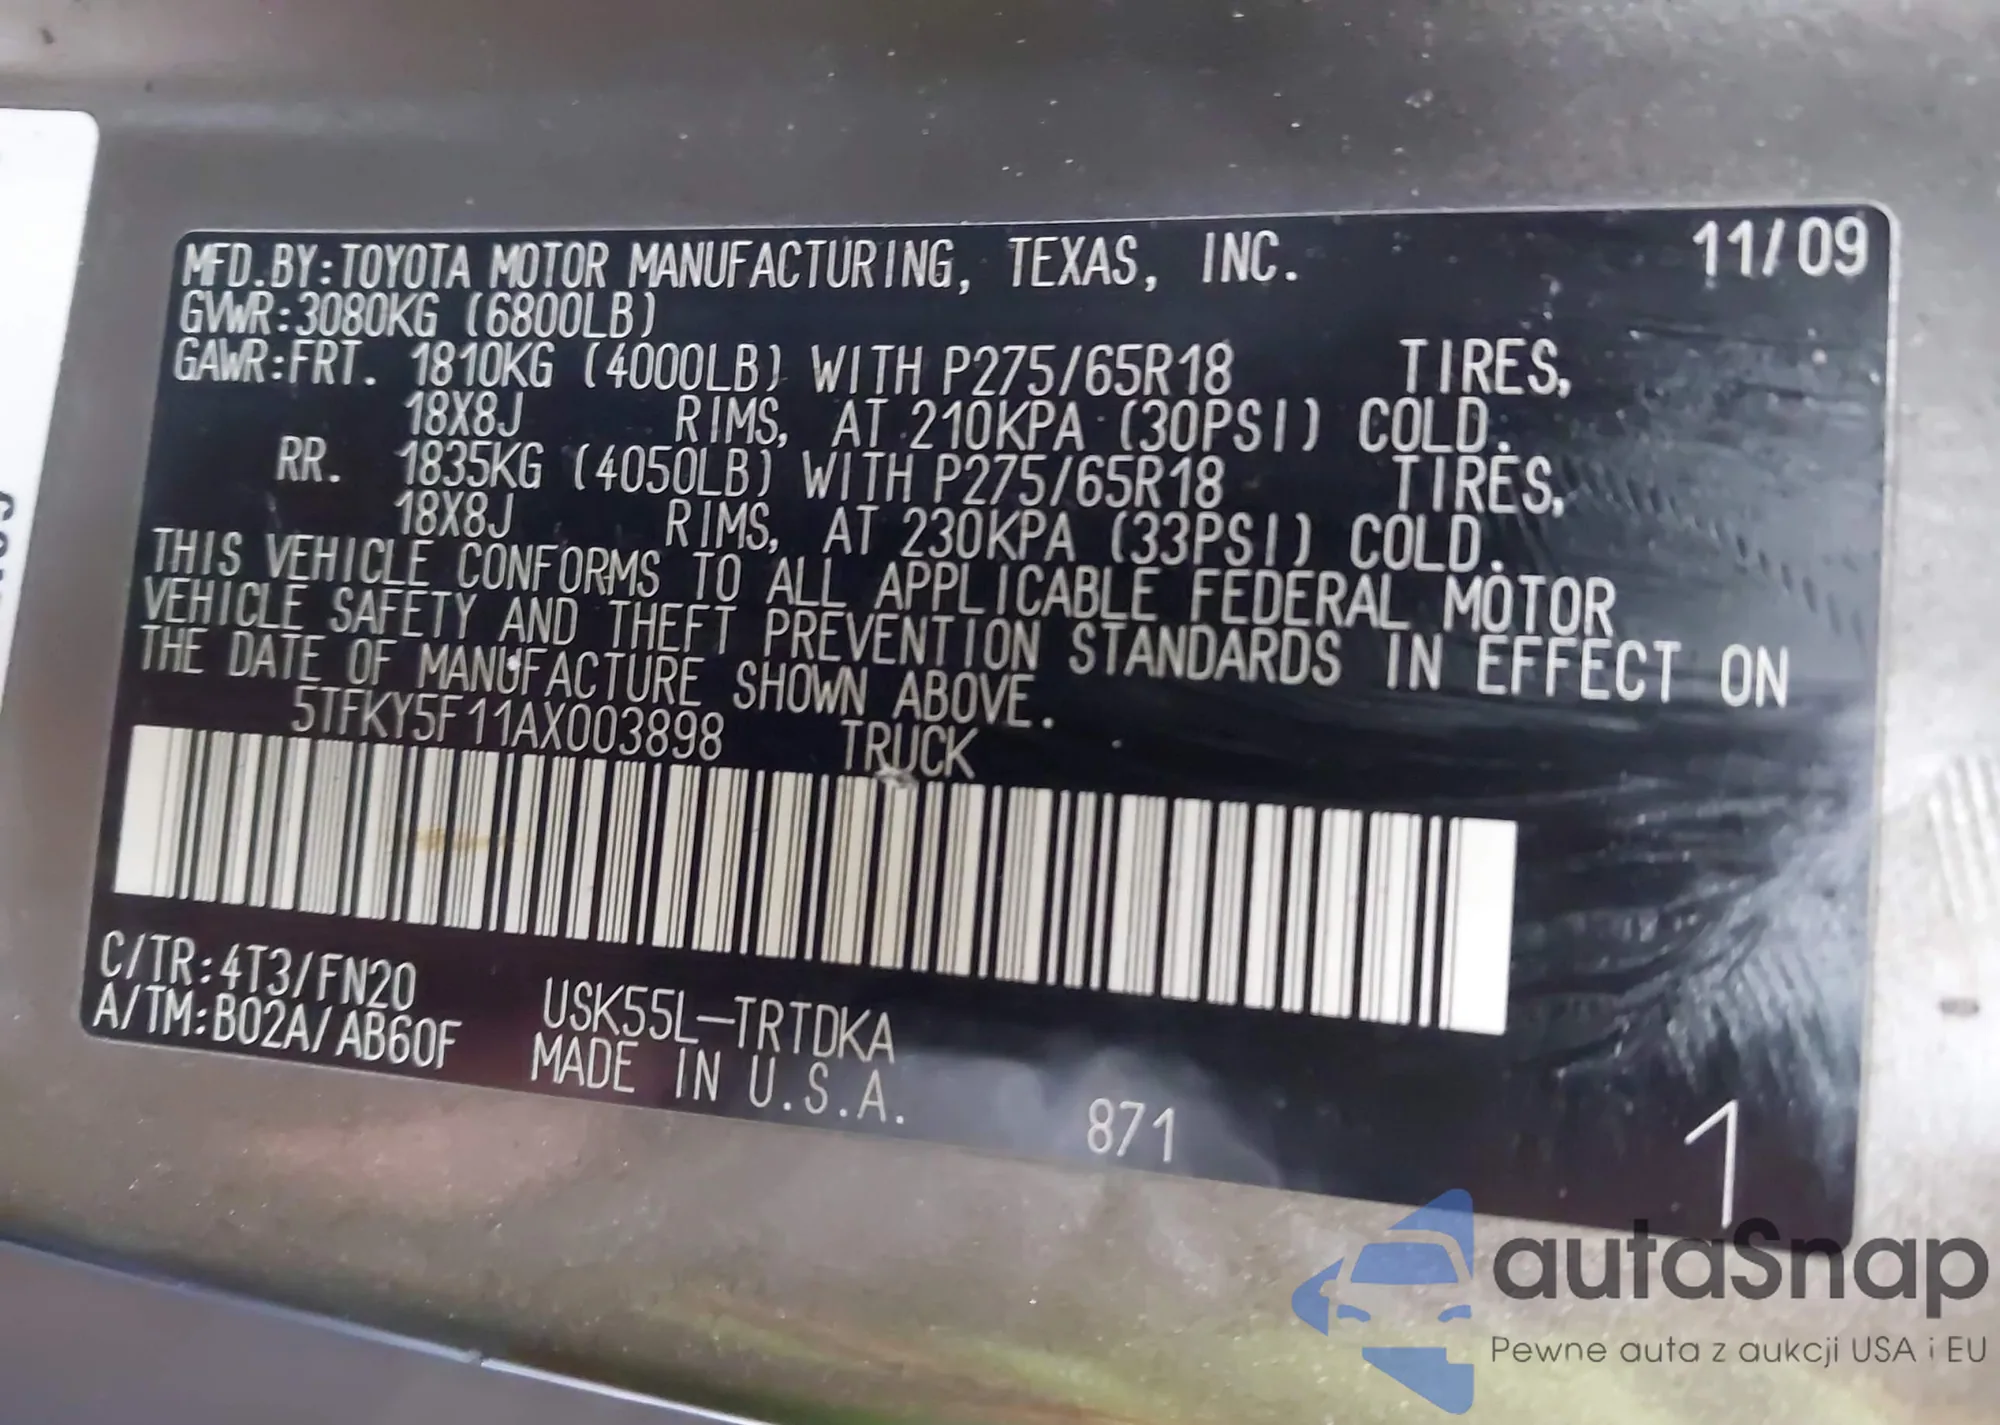 MFD.BY:TOYOTA MOTOR MANUFACTURING, TEXAS, INC. 11/09
GVWR:3080KG (6800LB)
GAWR:FRT. 1810KG (4000LB) WITH P275/65R18 TIRES,
18X8J RIMS, AT 210KPA (30PSI) COLD.
RR. 1835KG (4050LB) WITH P275/65R18 TIRES,
18X8J RIMS, AT 230KPA (33PSI) COLD.
THIS VEHICLE CONFORMS TO ALL APPLICABLE FEDERAL MOTOR
VEHICLE SAFETY AND THEFT PREVENTION STANDARDS IN EFFECT ON
THE DATE OF MANUFACTURE SHOWN ABOVE.
5TFKY5F11AX003898 TRUCK
C/TR:4T3/FN20
A/TM:B02A/AB60F
USK55L-TRTDKA
MADE IN U.S.A.
871
1
autaSnap
Pewne auta z aukcji USA i EU